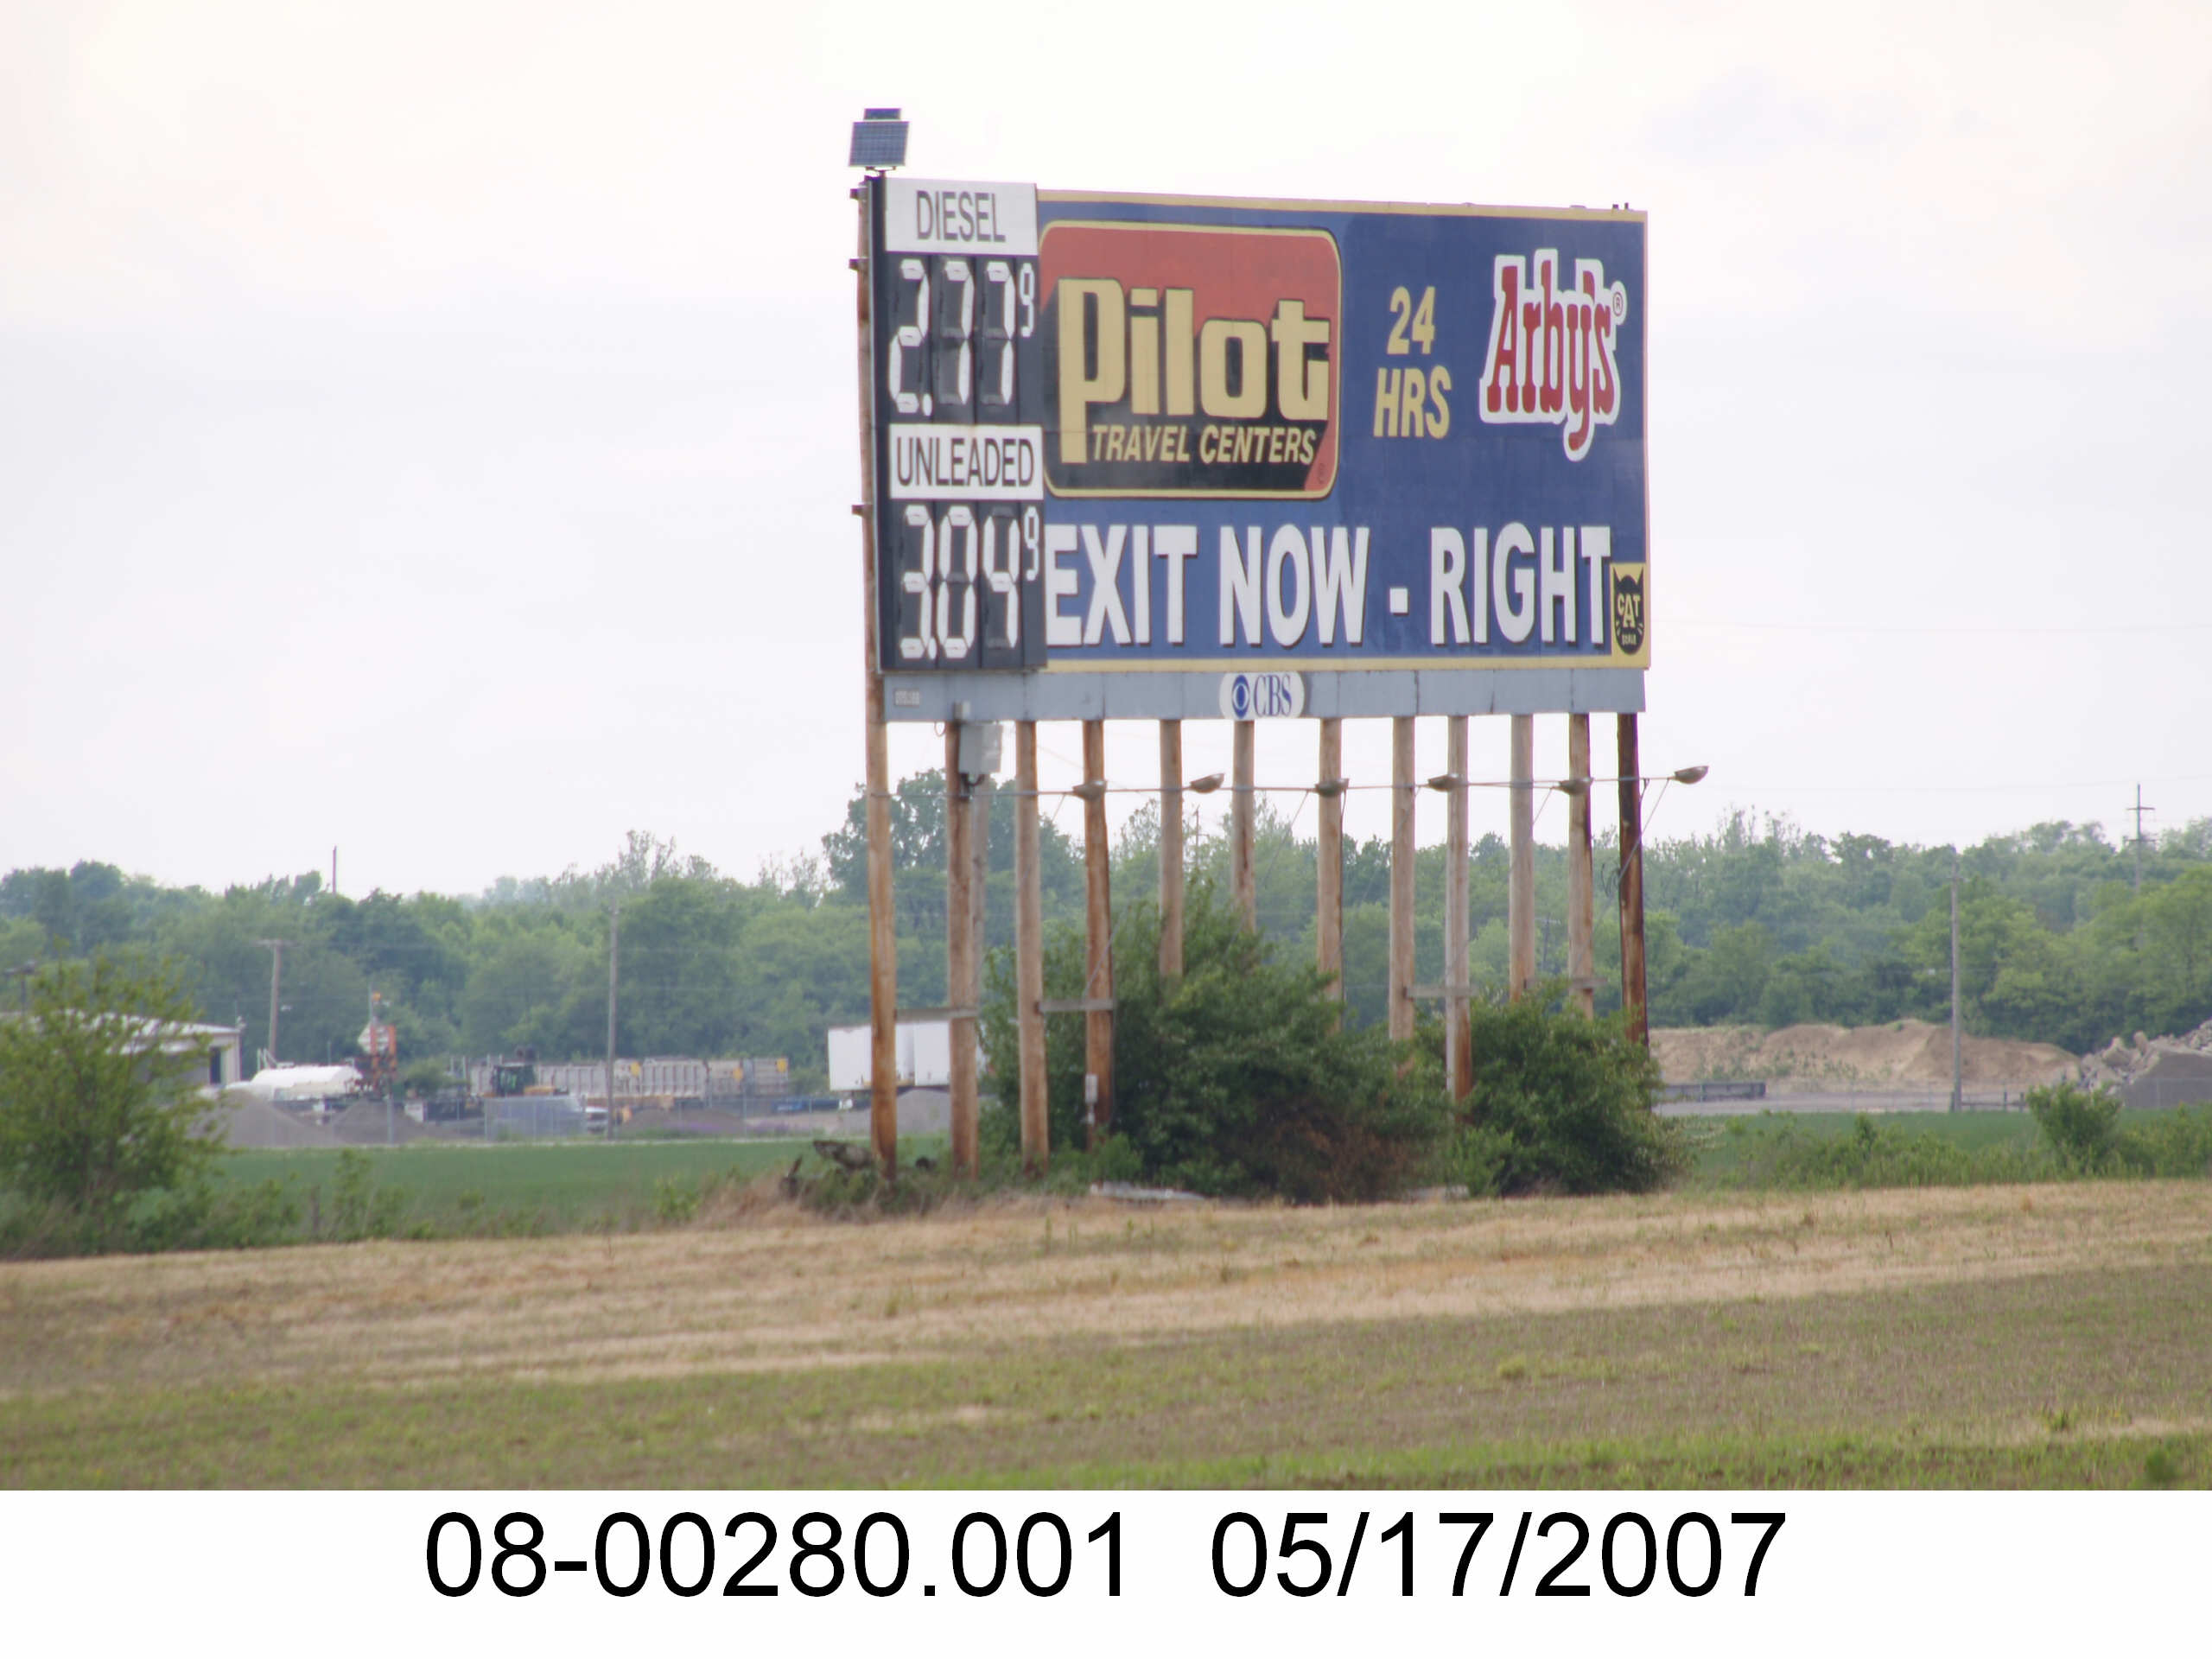 DIESEL
2.77 9
UNLEADED
3.04 9
Pilot
TRAVEL CENTERS
24
HRS
Arby's®
EXIT NOW - RIGHT
CAT
SCALE
CBS
08-00280.001 05/17/2007